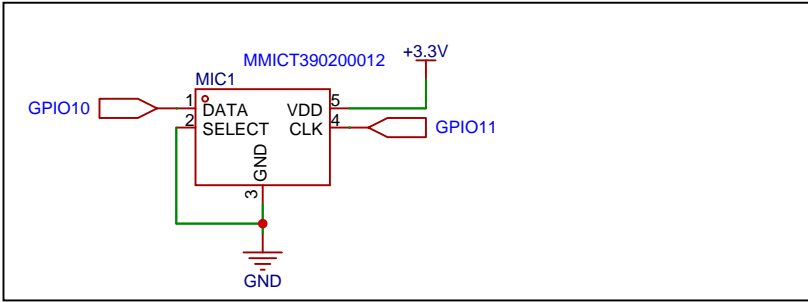 MMICT390200012
+3.3V
MIC1
GPIO10
1
DATA
VDD
5
2
SELECT
CLK
4
GPIO11
GND
3
GND